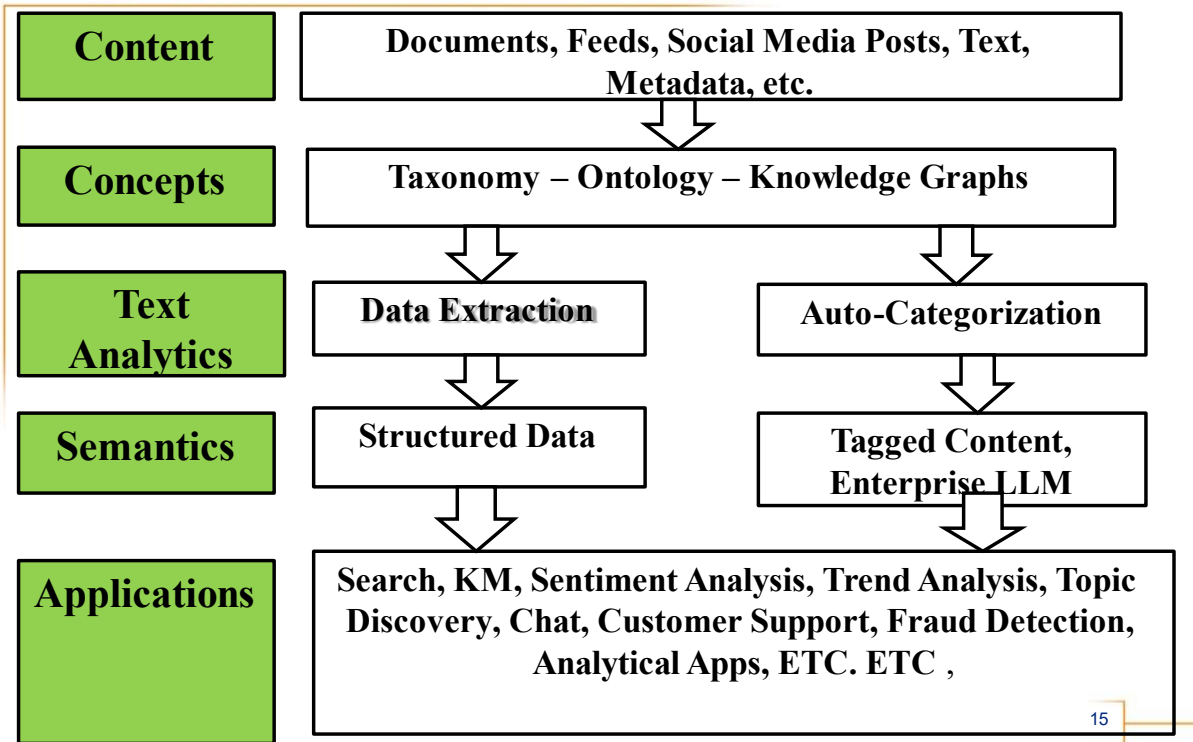 Content
Documents, Feeds, Social Media Posts, Text,
Metadata, etc.
Concepts
Taxonomy – Ontology – Knowledge Graphs
Text
Analytics
Data Extraction
Auto-Categorization
Semantics
Structured Data
Tagged Content,
Enterprise LLM
Applications
Search, KM, Sentiment Analysis, Trend Analysis, Topic
Discovery, Chat, Customer Support, Fraud Detection,
Analytical Apps, ETC. ETC ,
15